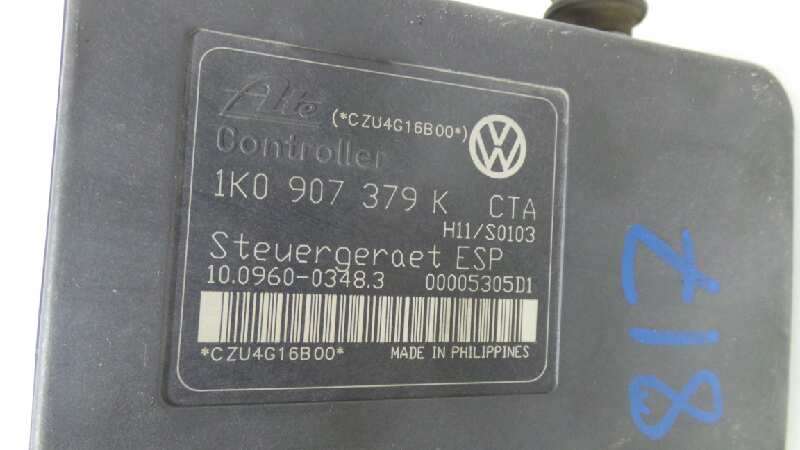 Ate
(*CZU4G16B00*)
Controller
1K0 907 379 K CTA
H11/S0103
Steuergeraet ESP
10.0960-0348.3 00005305D1
*CZU4G16B00*
MADE IN PHILIPPINES